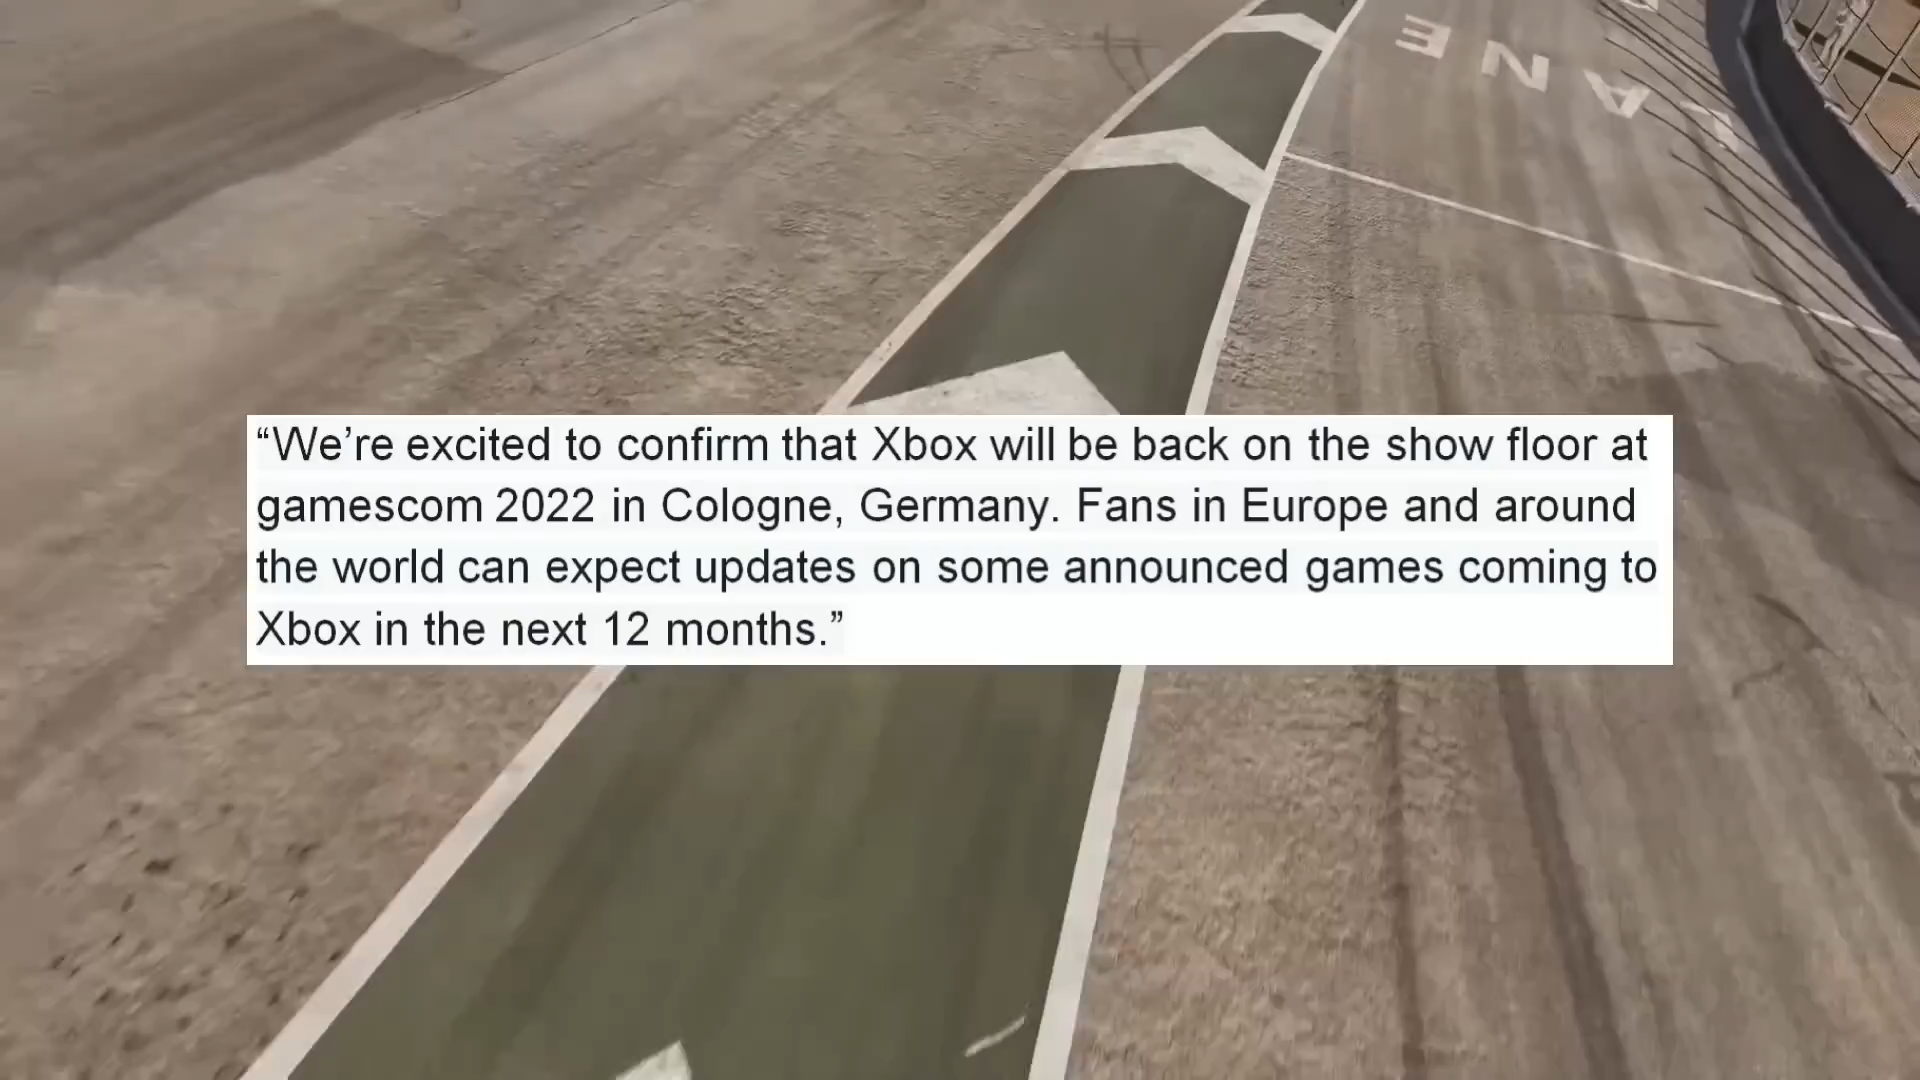 LANE
“We’re excited to confirm that Xbox will be back on the show floor at
gamescom 2022 in Cologne, Germany. Fans in Europe and around
the world can expect updates on some announced games coming to
Xbox in the next 12 months.”